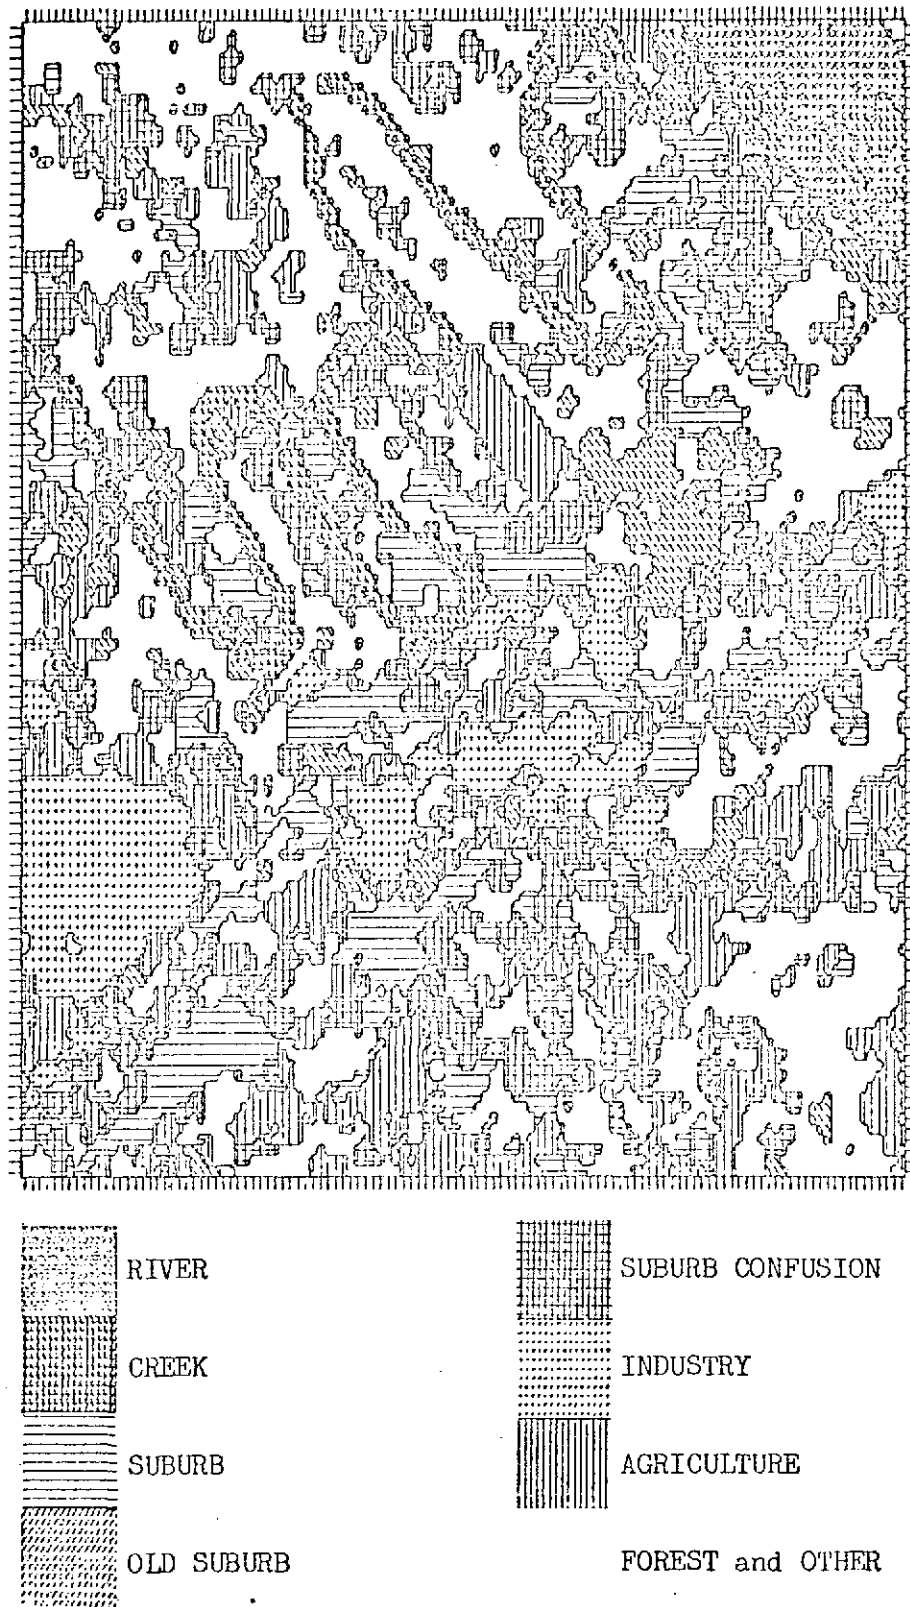 RIVER
CREEK
SUBURB
OLD SUBURB
SUBURB CONFUSION
INDUSTRY
AGRICULTURE
FOREST and OTHER